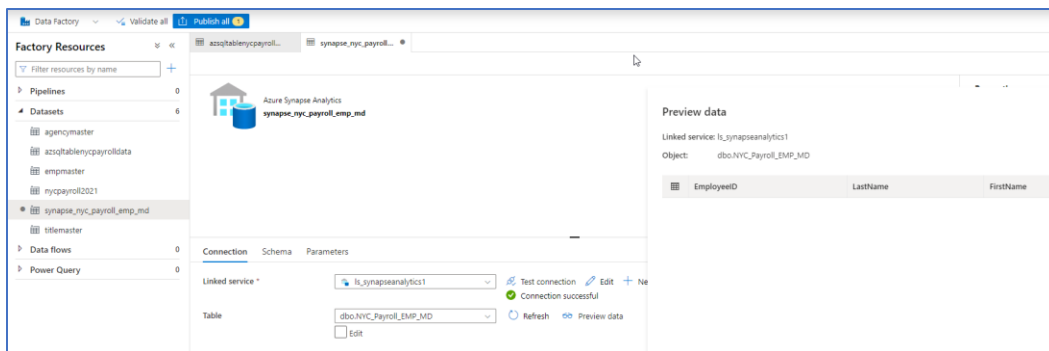 Data Factory
Validate all
Publish all 1
Factory Resources
azsqltablenycpayroll...
synapse_nyc_payroll...
Filter resources by name
Pipelines 0
Datasets 6
agencymaster
azsqltablenycpayrolldata
empmaster
nycpayroll2021
synapse_nyc_payroll_emp_md
titlemaster
Data flows 0
Power Query 0
Azure Synapse Analytics
synapse_nyc_payroll_emp_md
Connection Schema Parameters
Linked service *
ls_synapseanalytics1
Test connection Edit Ne
Connection successful
Table
dbo.NYC_Payroll_EMP_MD
Refresh Preview data
Edit
Preview data
Linked service: ls_synapseanalytics1
Object: dbo.NYC_Payroll_EMP_MD
EmployeeID LastName FirstName